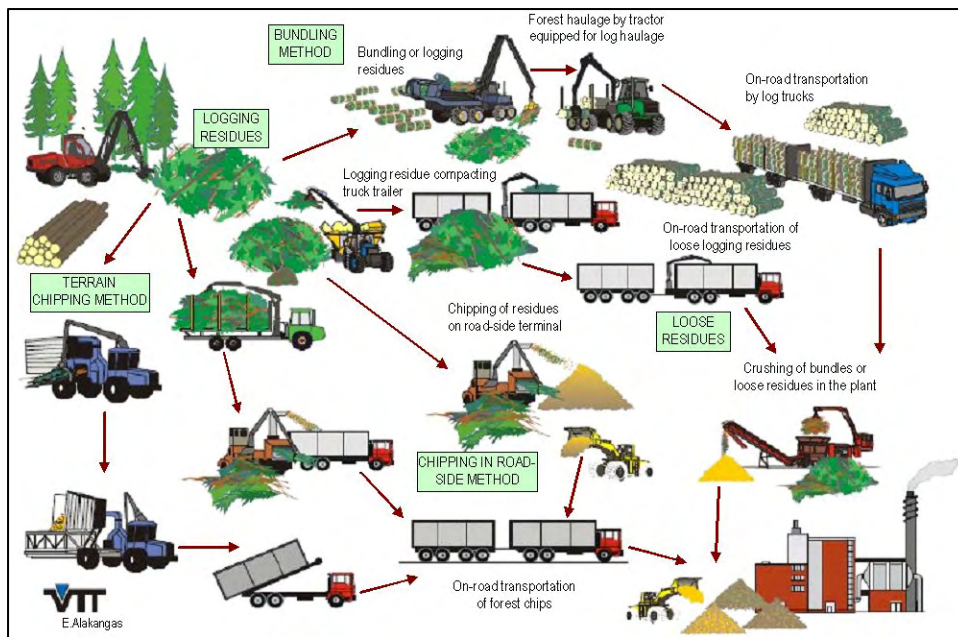 BUNDLING
METHOD
Forest haulage by tractor
equipped for log haulage
Bundling or logging
residues
On-road transportation
by log trucks
LOGGING
RESIDUES
Logging residue compacting
truck trailer
On-road transportation of
loose logging residues
TERRAIN
CHIPPING METHOD
Chipping of residues
on road-side terminal
LOOSE
RESIDUES
Crushing of bundles or
loose residues in the plant
CHIPPING IN ROAD-
SIDE METHOD
On-road transportation
of forest chips
VTT
E.Alakangas